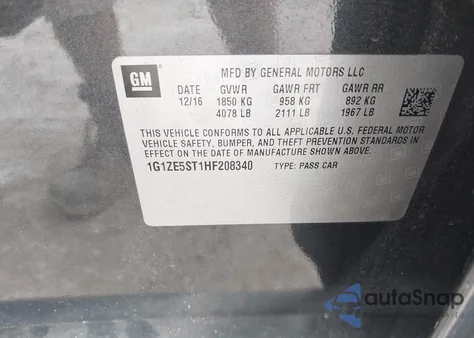 GM
MFD BY GENERAL MOTORS LLC
DATE GVWR GAWR FRT GAWR RR
12/16 1850 KG 958 KG 892 KG
4078 LB 2111 LB 1967 LB
THIS VEHICLE CONFORMS TO ALL APPLICABLE U.S. FEDERAL MOTOR
VEHICLE SAFETY, BUMPER, AND THEFT PREVENTION STANDARDS
IN EFFECT ON THE DATE OF MANUFACTURE SHOWN ABOVE.
1G1ZE5ST1HF208340 TYPE: PASS CAR
autoSnap